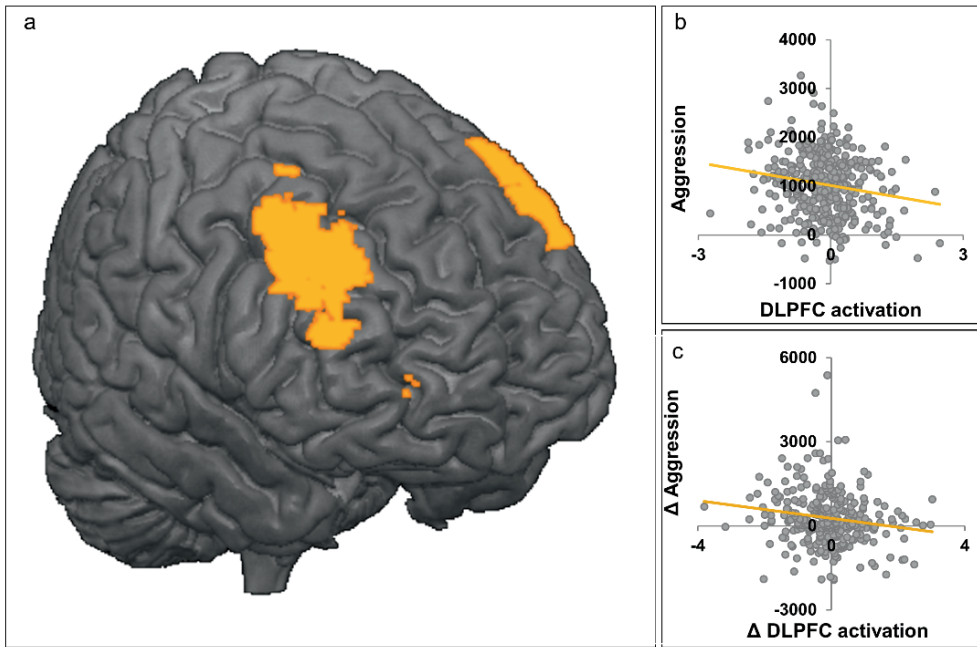 a
b
4000
3000
2000
1000
0
-1000
-3
0
3
Aggression
DLPFC activation
c
6000
3000
0
-3000
-4
0
4
Δ Aggression
Δ DLPFC activation